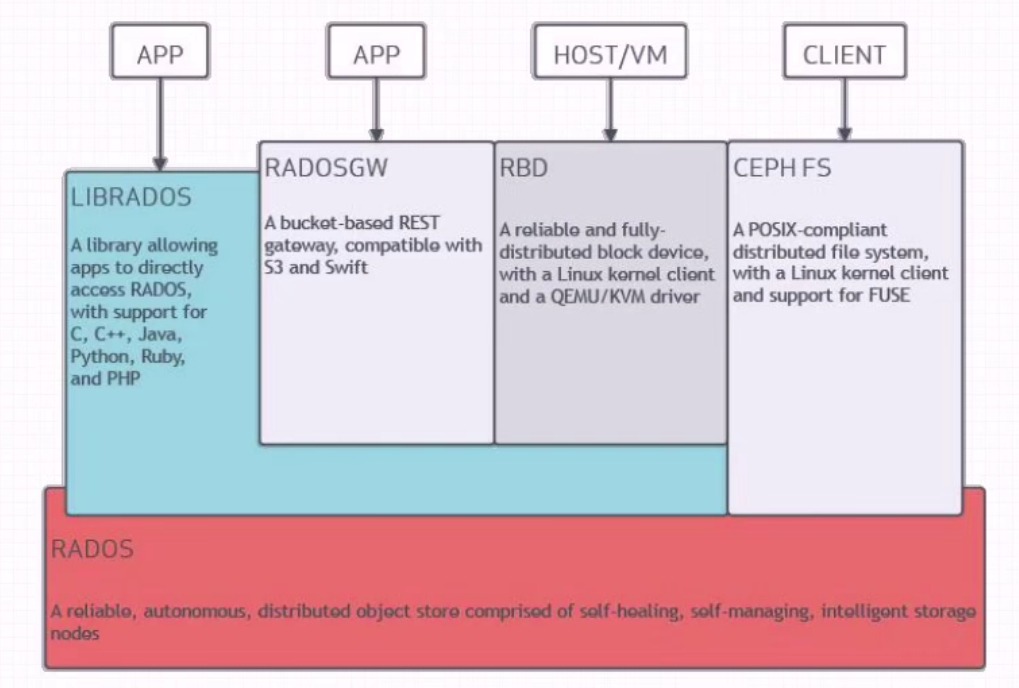 APP
APP
HOST/VM
CLIENT
LIBRADOS
A library allowing
apps to directly
access RADOS,
with support for
C, C++, Java,
Python, Ruby,
and PHP
RADOSGW
A bucket-based REST
gateway, compatible with
S3 and Swift
RBD
A reliable and fully-
distributed block device,
with a Linux kernel client
and a QEMU/KVM driver
CEPH FS
A POSIX-compliant
distributed file system,
with a Linux kernel client
and support for FUSE
RADOS
A reliable, autonomous, distributed object store comprised of self-healing, self-managing, intelligent storage
nodes